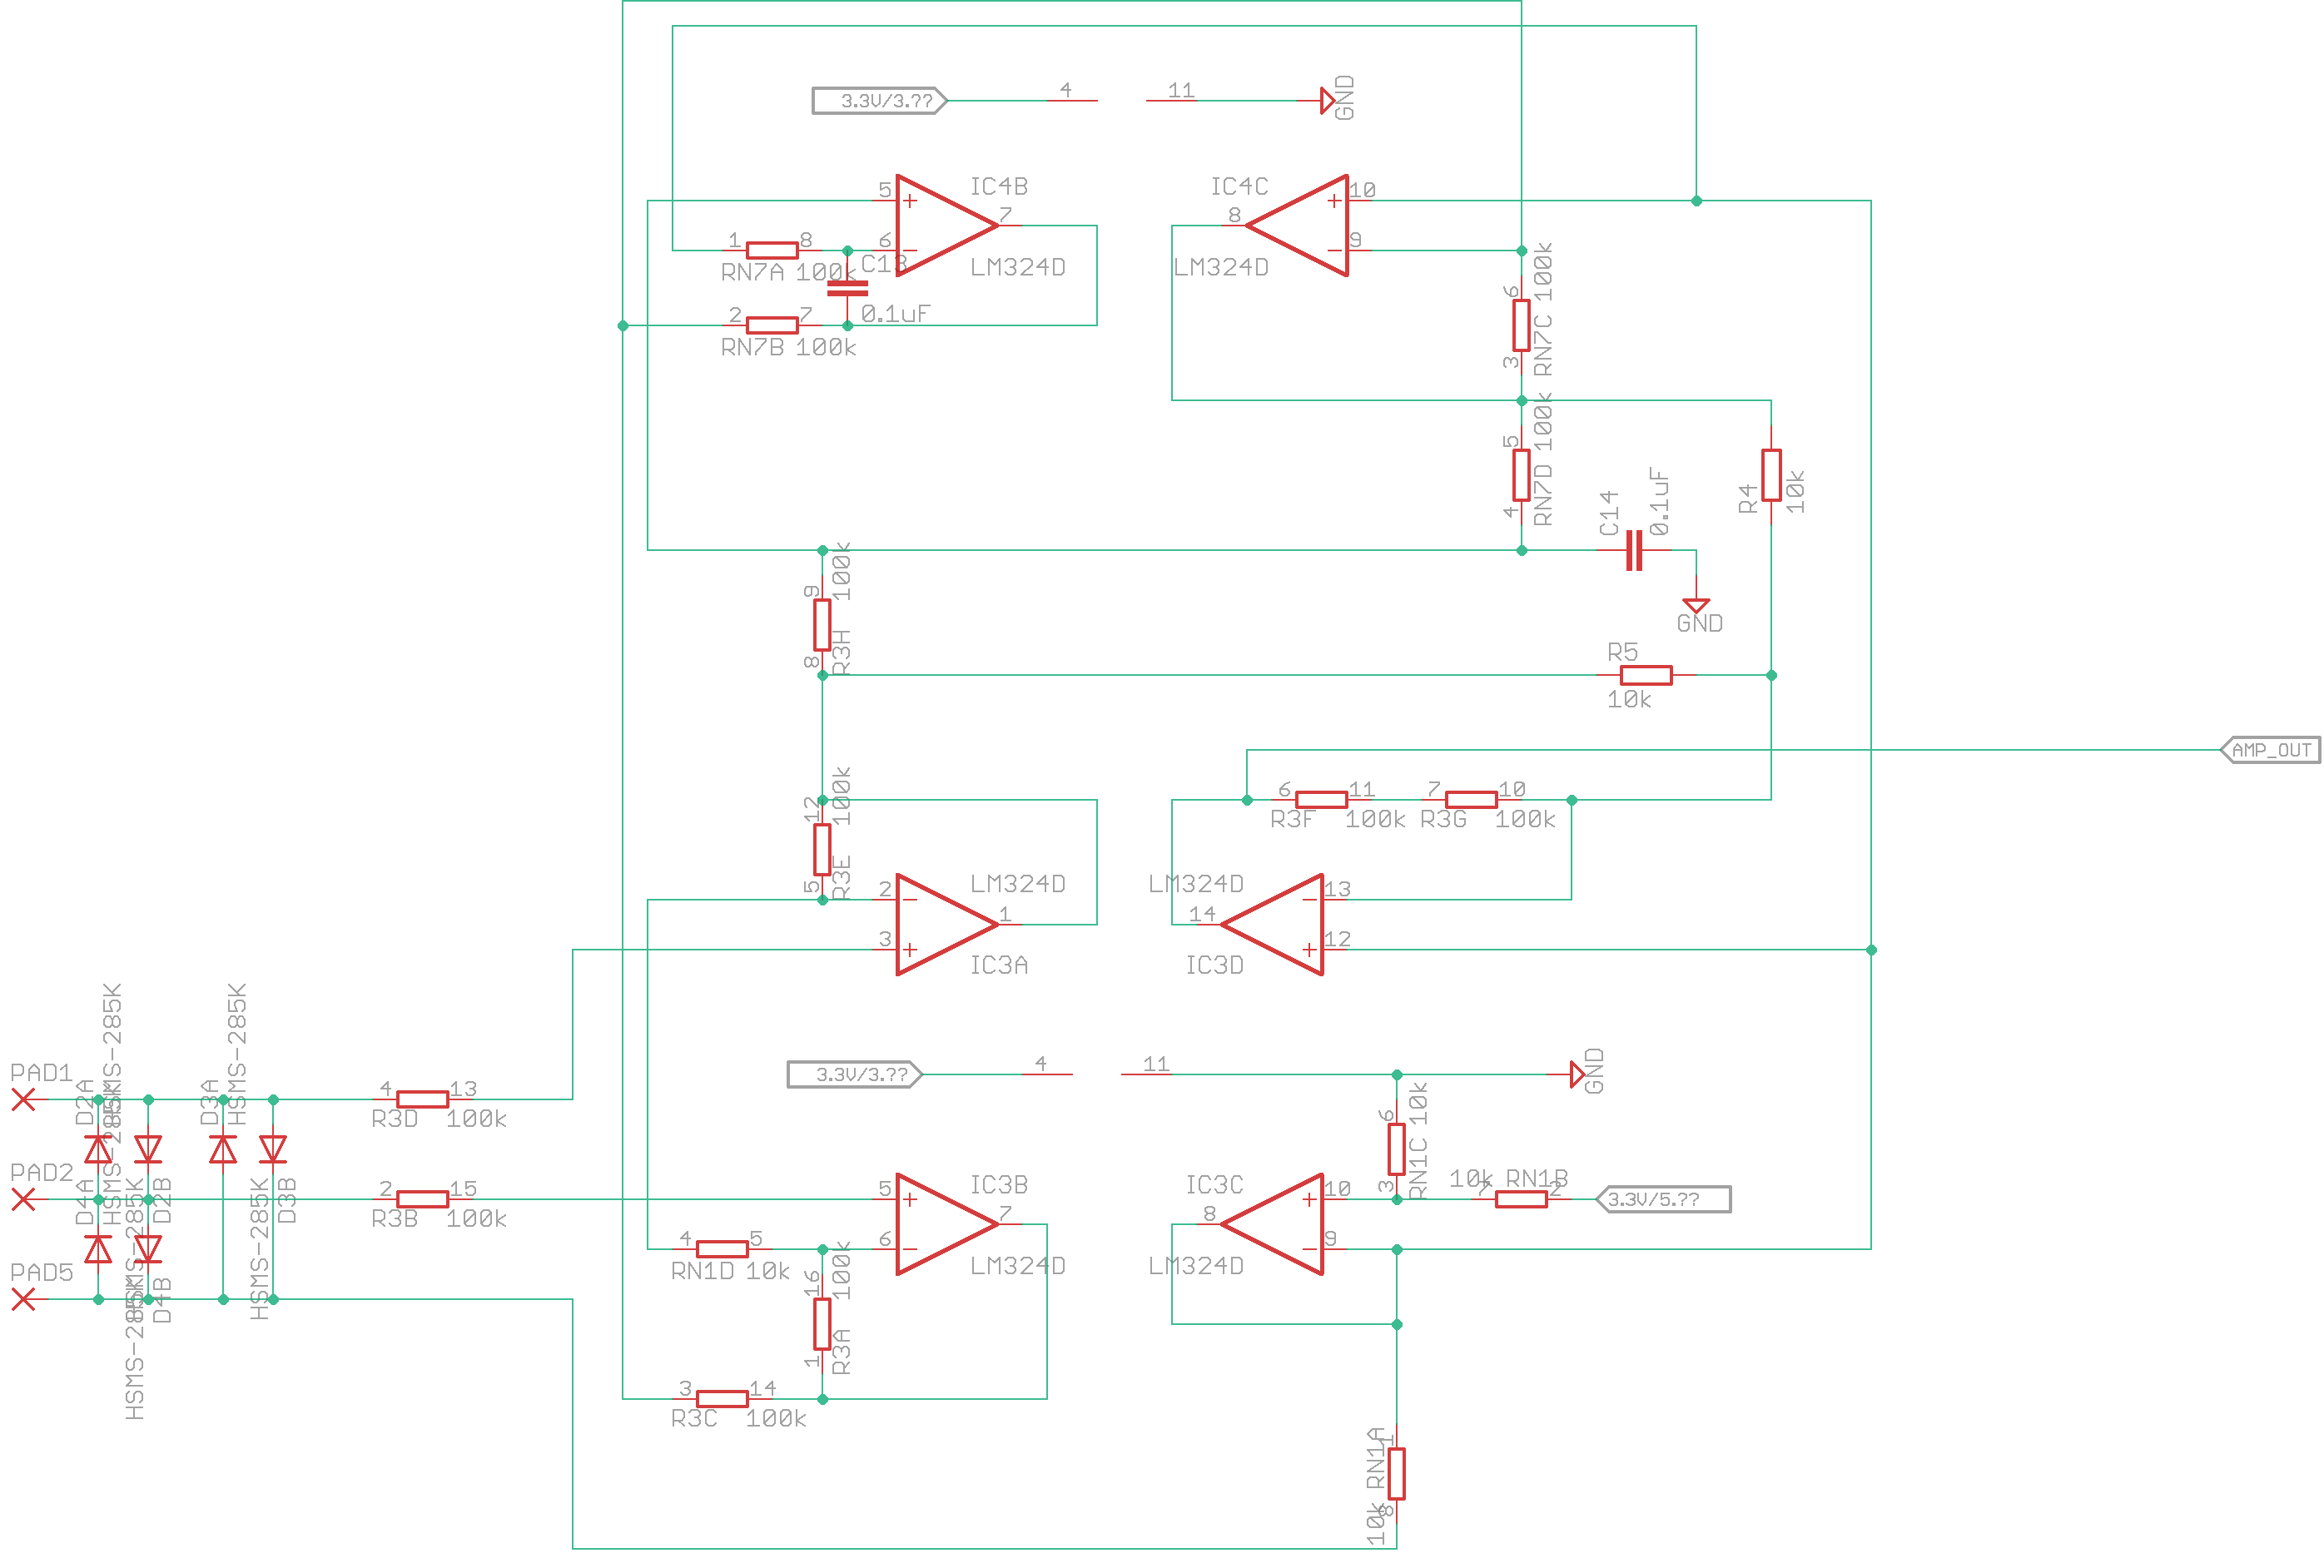 3.3V/3.??
4
11
GND
5
IC4B
7
6
LM324D
IC4C
10
8
9
LM324D
1
8
RN7A 100k
C13
0.1uF
2
7
RN7B 100k
6
3
RN7C 100k
5
4
RN7D 100k
C14
0.1uF
GND
R4
10k
9
8
R3H
100k
R5
10k
AMP_OUT
12
5
R3E
100k
6
11
R3F
100k
7
10
R3G
100k
2
3
1
LM324D
IC3A
LM324D
14
13
12
IC3D
3.3V/3.??
4
11
GND
PAD1
PAD2
PAD5
D2A
HSMS-285K
D3A
HSMS-285K
D4A
HSMS-285K
D2B
HSMS-285K
D3B
HSMS-285K
D4B
HSMS-285K
4
13
R3D
100k
2
15
R3B
100k
5
6
7
IC3B
LM324D
IC3C
8
10
9
LM324D
6
3
RN1C 10k
10k RN1B
7
2
3.3V/5.??
4
5
RN1D 10k
16
1
R3A
100k
3
14
R3C
100k
1
8
10k RN1A